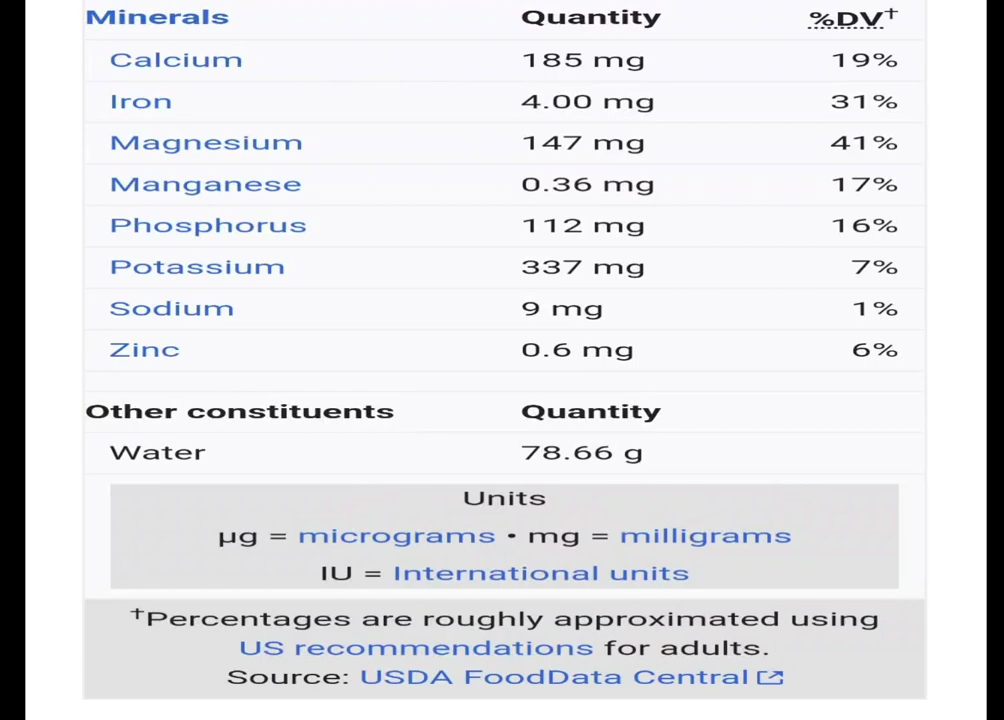 Minerals Quantity %DV†
Calcium 185 mg 19%
Iron 4.00 mg 31%
Magnesium 147 mg 41%
Manganese 0.36 mg 17%
Phosphorus 112 mg 16%
Potassium 337 mg 7%
Sodium 9 mg 1%
Zinc 0.6 mg 6%
Other constituents Quantity
Water 78.66 g
Units
μg = micrograms • mg = milligrams
IU = International units
†Percentages are roughly approximated using
US recommendations for adults.
Source: USDA FoodData Central